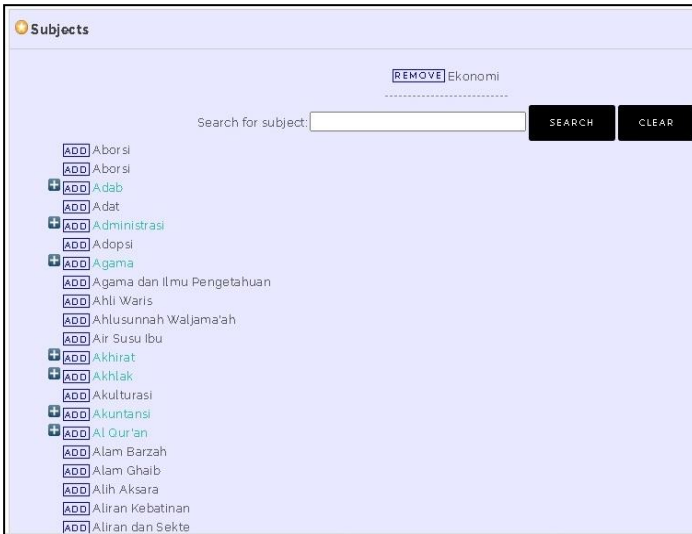 Subjects
REMOVE Ekonomi
Search for subject: SEARCH CLEAR
ADD Aborsi
ADD Aborsi
ADD Adab
ADD Adat
ADD Administrasi
ADD Adopsi
ADD Agama
ADD Agama dan Ilmu Pengetahuan
ADD Ahli Waris
ADD Ahlusunnah Waljama'ah
ADD Air Susu Ibu
ADD Akhirat
ADD Akhlak
ADD Akulturasi
ADD Akuntansi
ADD Al Qur'an
ADD Alam Barzah
ADD Alam Ghaib
ADD Alih Aksara
ADD Aliran Kebatinan
ADD Aliran dan Sekte